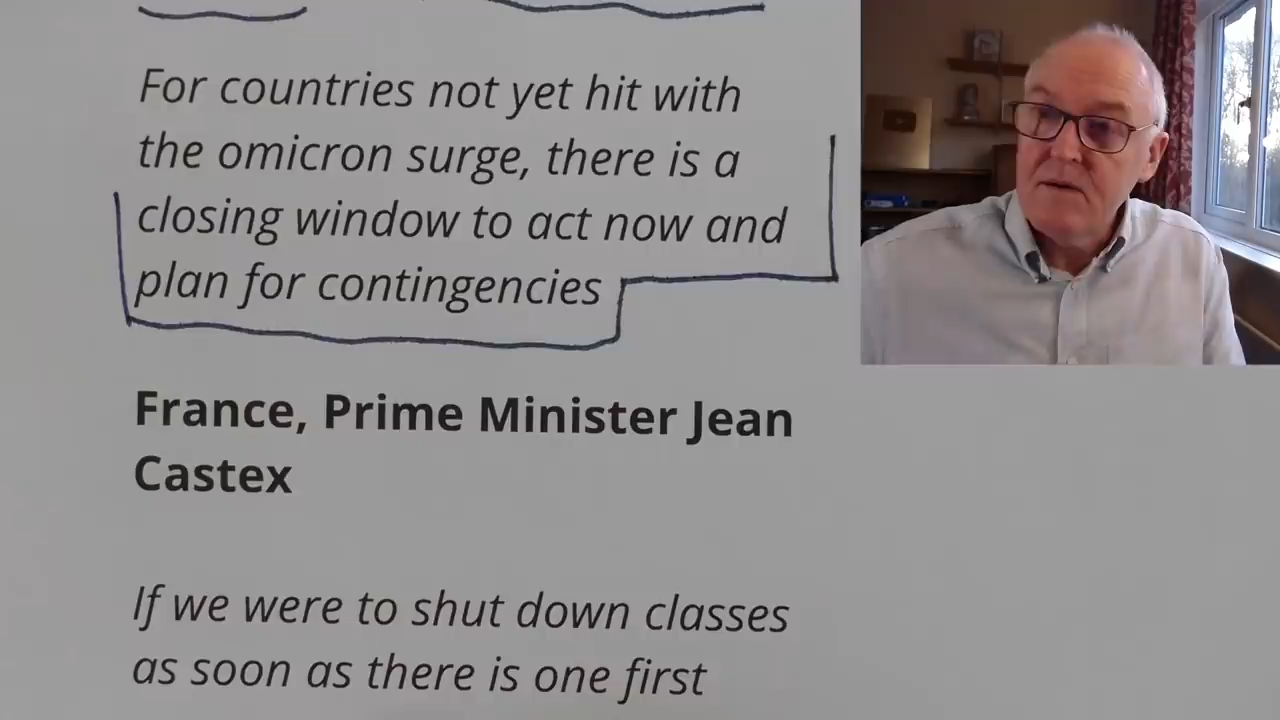 For countries not yet hit with
the omicron surge, there is a
closing window to act now and
plan for contingencies
France, Prime Minister Jean
Castex
If we were to shut down classes
as soon as there is one first